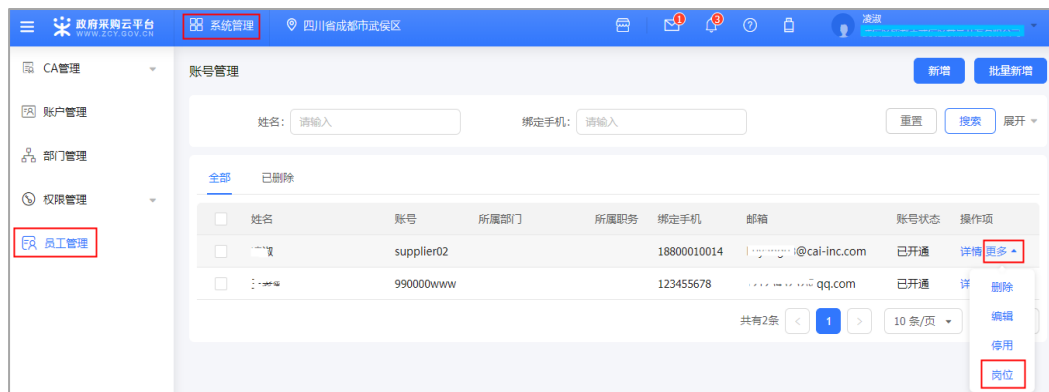 政府采购云平台
WWW.ZCY.GOV.CN
系统管理
四川省成都市武侯区
1
3
凌淑
CA管理
账户管理
部门管理
权限管理
员工管理
账号管理
新增
批量新增
姓名： 请输入
绑定手机： 请输入
重置
搜索
展开
全部
已删除
姓名 账号 所属部门 所属职务 绑定手机 邮箱 账号状态 操作项
supplier02 18800010014 @cai-inc.com 已开通 详情 更多
990000www 123455678 qq.com 已开通 详
删除
编辑
停用
岗位
共有2条 < 1 > 10 条/页